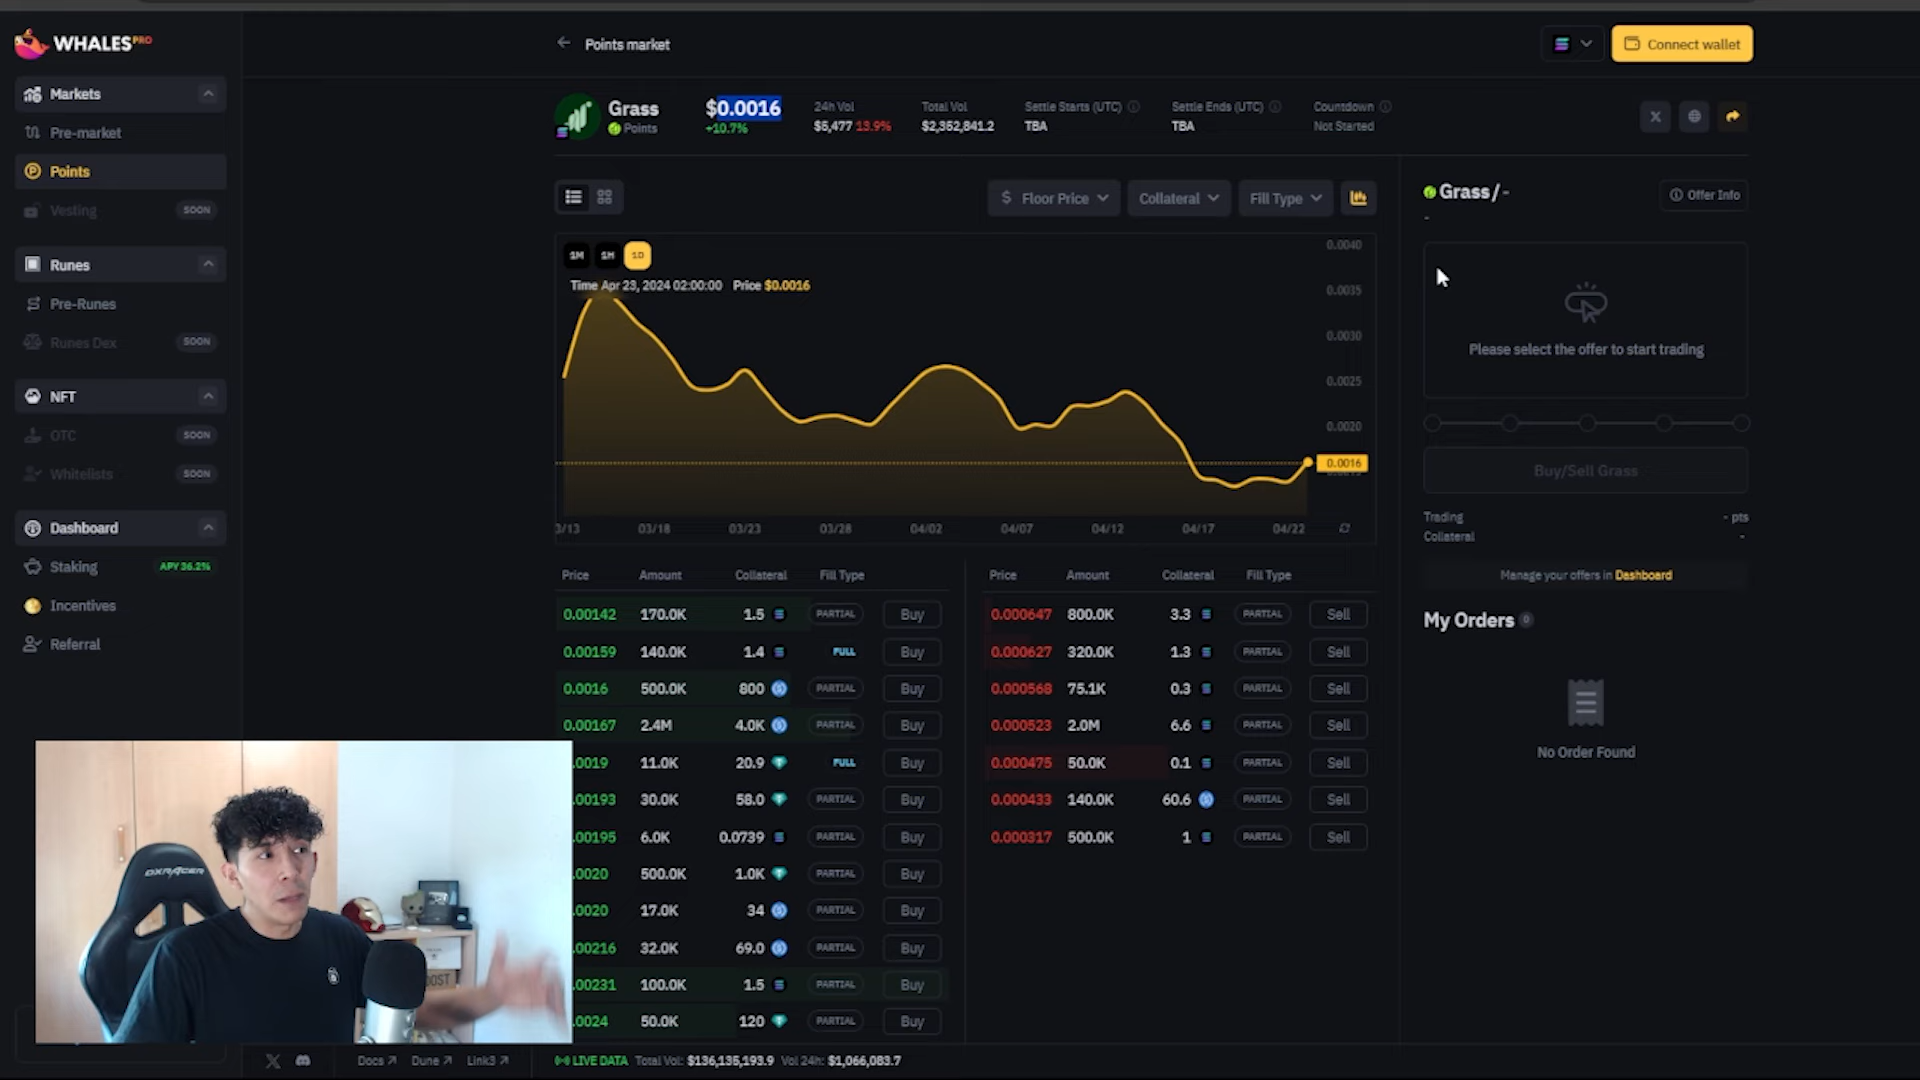 WHALES PRO
Points market
Connect wallet
Markets
Pre-market
Points
Vesting SOON
Runes
Pre-Runes
Runes Dex SOON
NFT
OTC SOON
Whitelists SOON
Dashboard
Staking APY 36.2%
Incentives
Referral
Grass
Points
$0.0016
+10.7%
24h Vol
$5,477 13.9%
Total Vol
$2,352,841.2
Settle Starts (UTC)
TBA
Settle Ends (UTC)
TBA
Countdown
Not Started
$ Floor Price Collateral Fill Type
1M 1H 1D
Time Apr 23, 2024 02:00:00 Price $0.0016
0.0040
0.0035
0.0030
0.0025
0.0020
0.0016
3/13 03/18 03/23 03/28 04/02 04/07 04/12 04/17 04/22
Price Amount Collateral Fill Type
0.00142 170.0K 1.5 PARTIAL Buy
0.00159 140.0K 1.4 FULL Buy
0.0016 500.0K 800 PARTIAL Buy
0.00167 2.4M 4.0K PARTIAL Buy
.0019 11.0K 20.9 FULL Buy
.00193 30.0K 58.0 PARTIAL Buy
.00195 6.0K 0.0739 PARTIAL Buy
.0020 500.0K 1.0K PARTIAL Buy
.0020 17.0K 34 PARTIAL Buy
.00216 32.0K 69.0 PARTIAL Buy
.00231 100.0K 1.5 PARTIAL Buy
.0024 50.0K 120 PARTIAL Buy
Price Amount Collateral Fill Type
0.000647 800.0K 3.3 PARTIAL Sell
0.000627 320.0K 1.3 PARTIAL Sell
0.000568 75.1K 0.3 PARTIAL Sell
0.000523 2.0M 6.6 PARTIAL Sell
0.000475 50.0K 0.1 PARTIAL Sell
0.000433 140.0K 60.6 PARTIAL Sell
0.000317 500.0K 1 PARTIAL Sell
Grass / -
-
Offer Info
Please select the offer to start trading
Buy/Sell Grass
Trading - pts
Collateral -
Manage your offers in Dashboard
My Orders 0
No Order Found
DXRACER
Docs Dune Link3
LIVE DATA Total Vol: $136,135,193.9 Vol 24h: $1,066,083.7